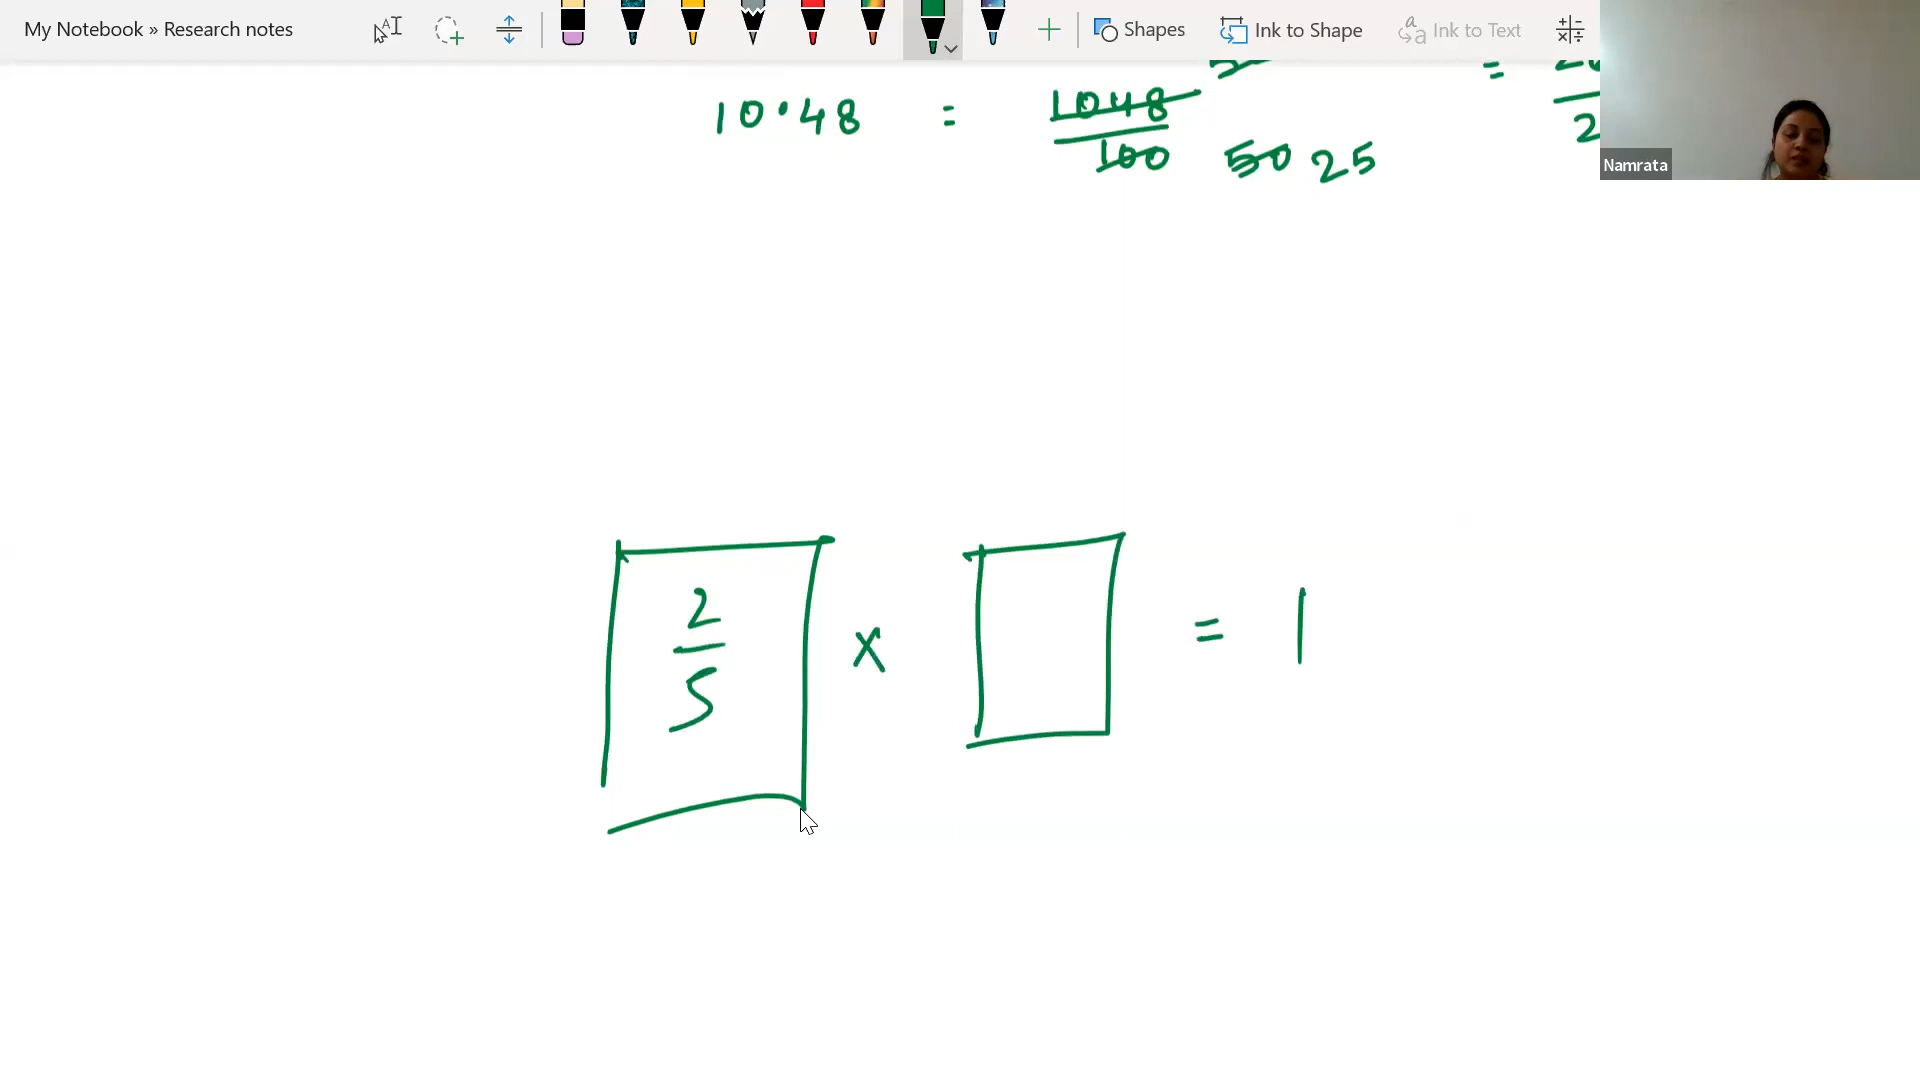 My Notebook » Research notes
Shapes
Ink to Shape
Ink to Text
10.48 = 1048 =
100 50 25 2
Namrata
2/5 x = 1